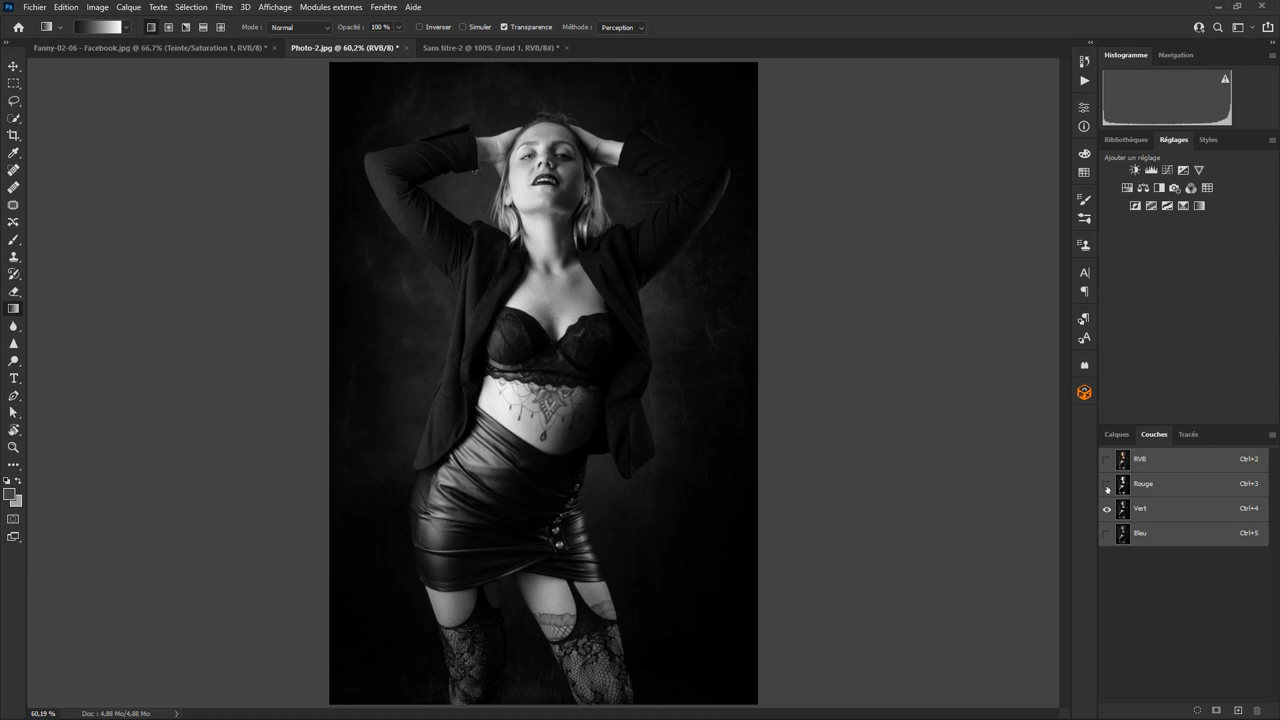 Ps Fichier Edition Image Calque Texte Sélection Filtre 3D Affichage Modules externes Fenêtre Aide
Mode : Normal Opacité : 100 % Inverser Simuler Transparence Méthode : Perception
Fanny-02-06 - Facebook.jpg @ 66,7% (Teinte/Saturation 1, RVB/8) * Photo-2.jpg @ 60,2% (RVB/8) * Sans titre-2 @ 100% (Fond 1, RVB/8#) *
Histogramme Navigation
Bibliothèques Réglages Styles
Ajouter un réglage
Calques Couches Tracés
RVB Ctrl+2
Rouge Ctrl+3
Vert Ctrl+4
Bleu Ctrl+5
60,19 % Doc : 4,88 Mo/4,88 Mo